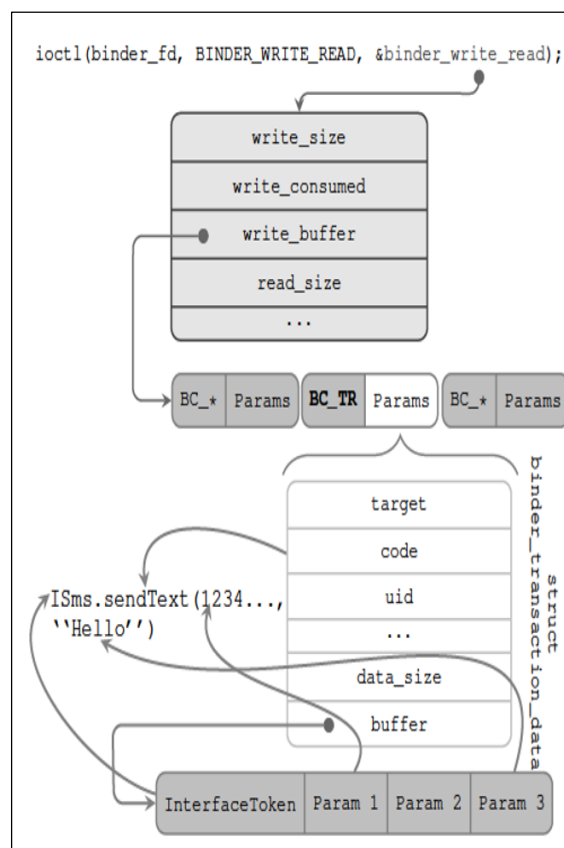 ioctl(binder_fd, BINDER_WRITE_READ, &binder_write_read);
write_size
write_consumed
write_buffer
read_size
...
BC_* Params BC_TR Params BC_* Params
struct
binder_transaction_data
target
code
uid
...
data_size
buffer
ISms.sendText(1234...,
‘‘Hello’’)
InterfaceToken Param 1 Param 2 Param 3